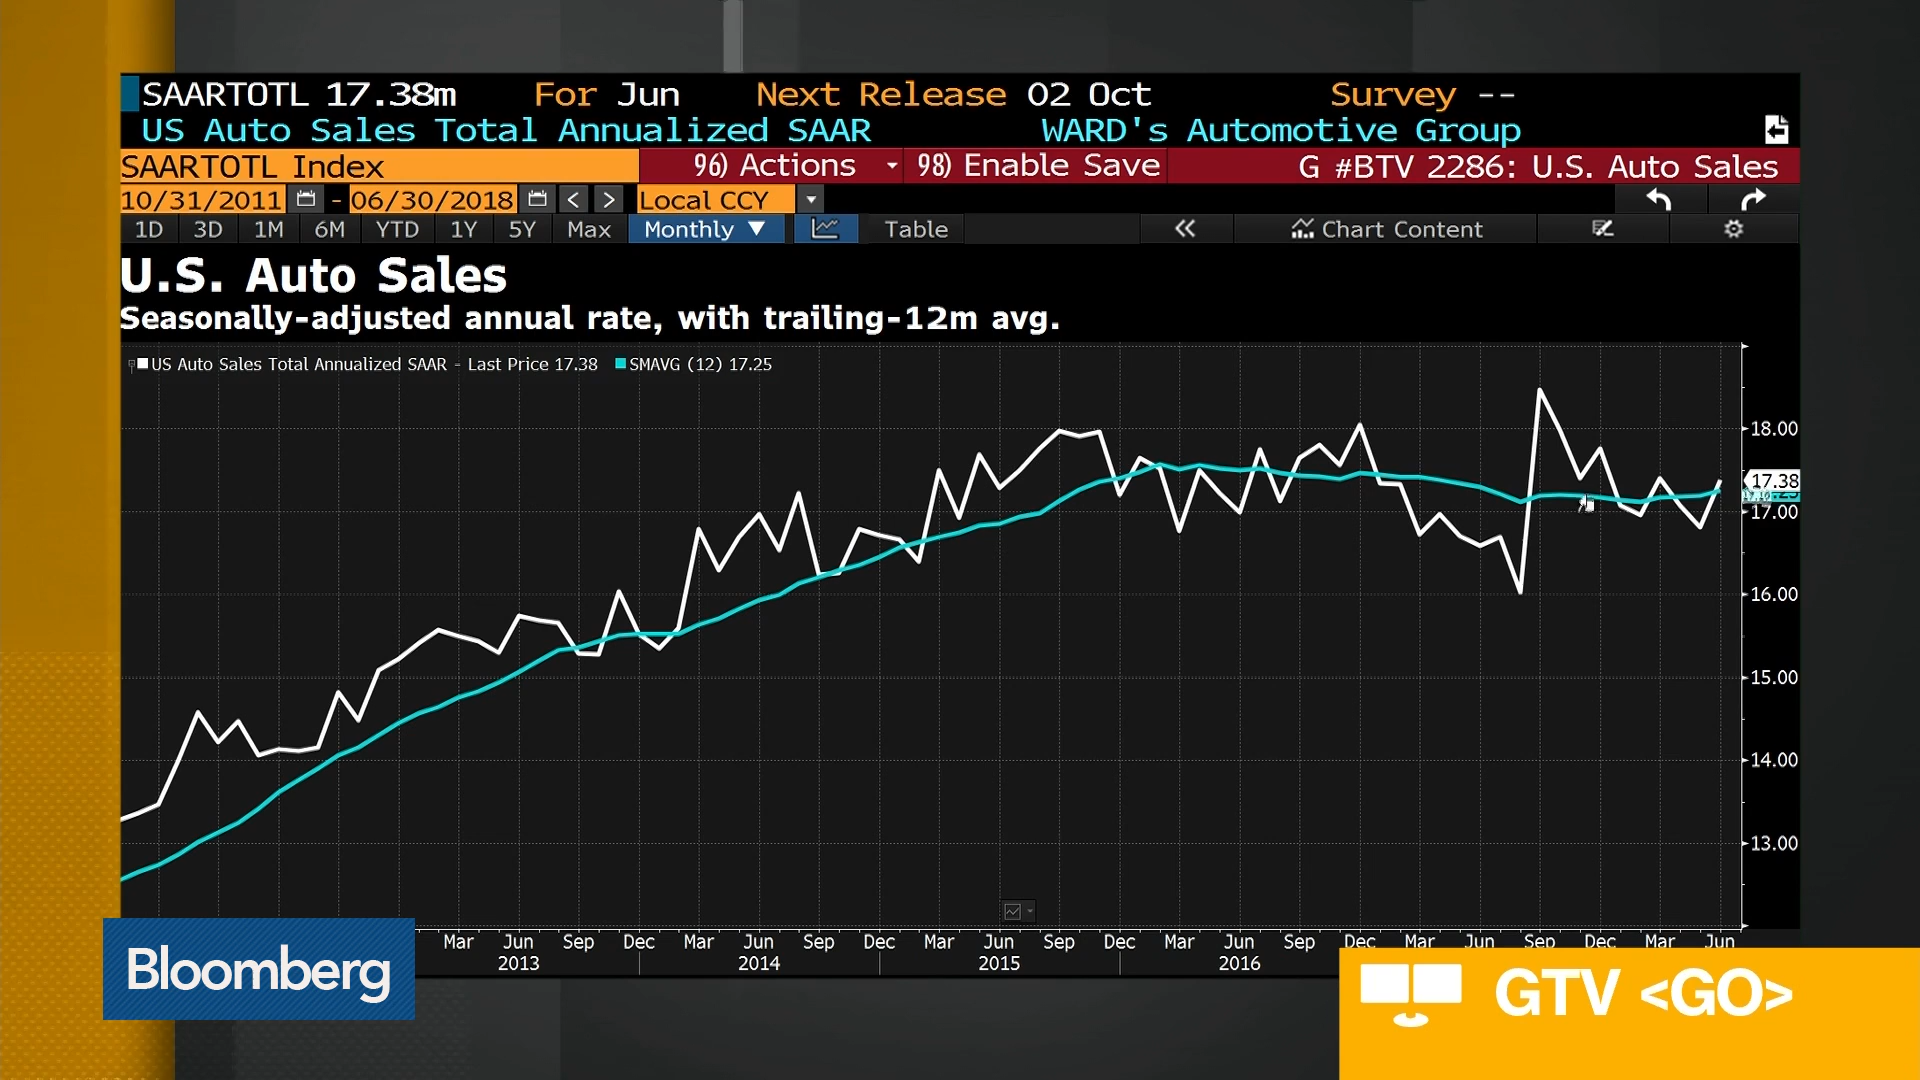 SAARTOTL 17.38m For Jun Next Release 02 Oct Survey --
US Auto Sales Total Annualized SAAR WARD's Automotive Group
SAARTOTL Index 96) Actions 98) Enable Save G #BTV 2286: U.S. Auto Sales
10/31/2011 - 06/30/2018 < > Local CCY
1D 3D 1M 6M YTD 1Y 5Y Max Monthly ▼ Table « Chart Content
U.S. Auto Sales
Seasonally-adjusted annual rate, with trailing-12m avg.
US Auto Sales Total Annualized SAAR - Last Price 17.38 SMAVG (12) 17.25
18.00
17.38
17.00
16.00
15.00
14.00
13.00
Mar Jun Sep Dec Mar Jun Sep Dec Mar Jun Sep Dec Mar Jun Sep Dec Mar Jun Sep Dec Mar Jun
2013 2014 2015 2016
Bloomberg
GTV <GO>